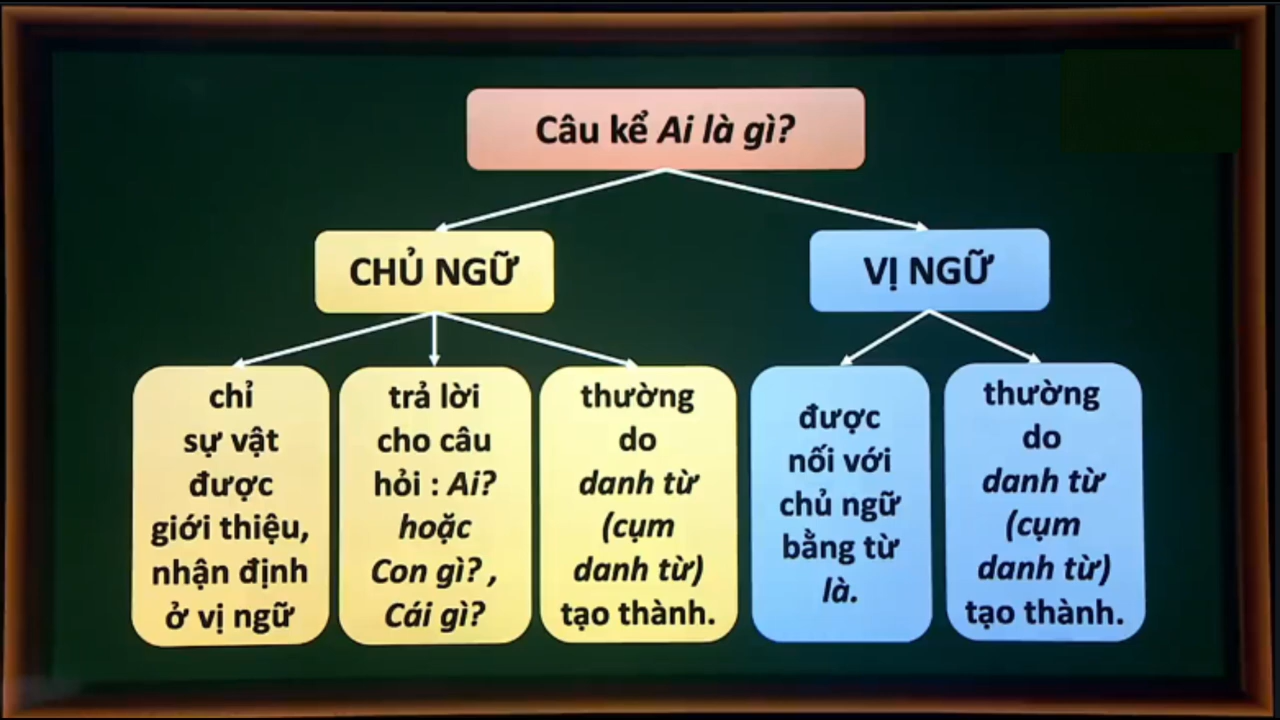 Câu kể Ai là gì?
CHỦ NGỮ
VỊ NGỮ
chỉ
sự vật
được
giới thiệu,
nhận định
ở vị ngữ
trả lời
cho câu
hỏi : Ai?
hoặc
Con gì? ,
Cái gì?
thường
do
danh từ
(cụm
danh từ)
tạo thành.
được
nối với
chủ ngữ
bằng từ
là.
thường
do
danh từ
(cụm
danh từ)
tạo thành.